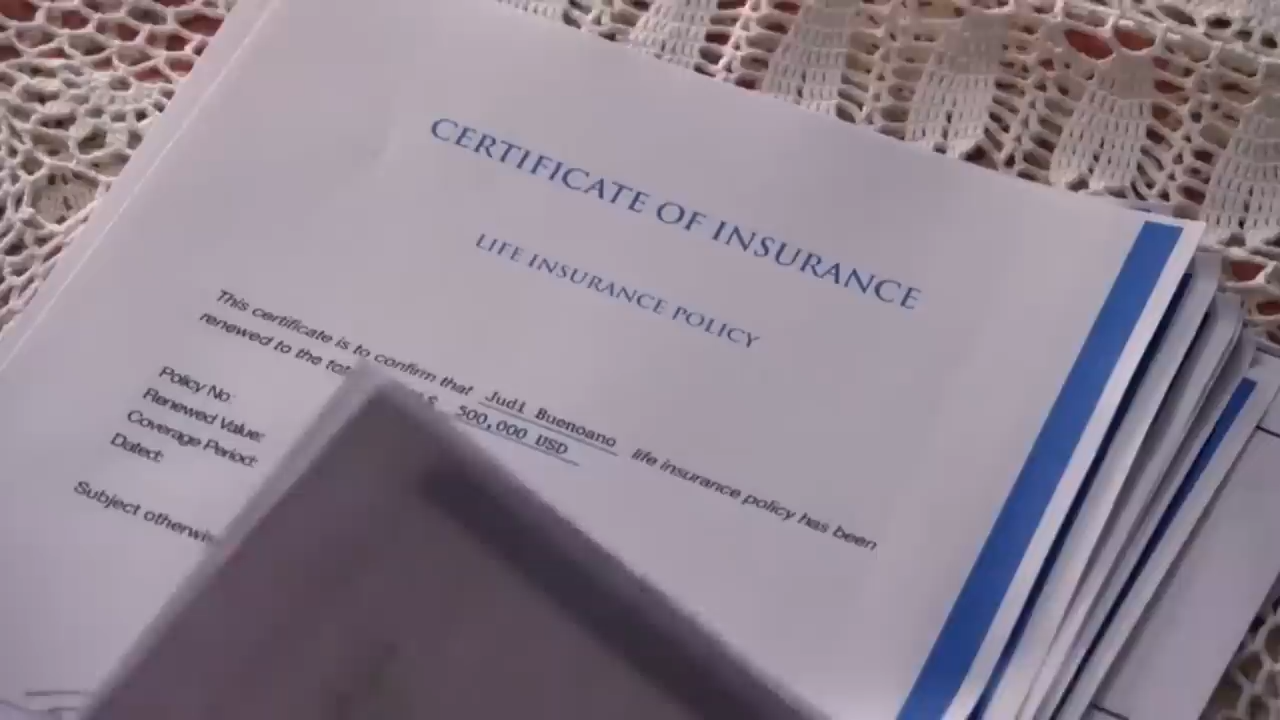 CERTIFICATE OF INSURANCE
LIFE INSURANCE POLICY
This certificate is to confirm that Judi Buenoano life insurance policy has been
renewed to the 500,000 USD
Policy No:
Renewed Value:
Coverage Period:
Dated:
Subject